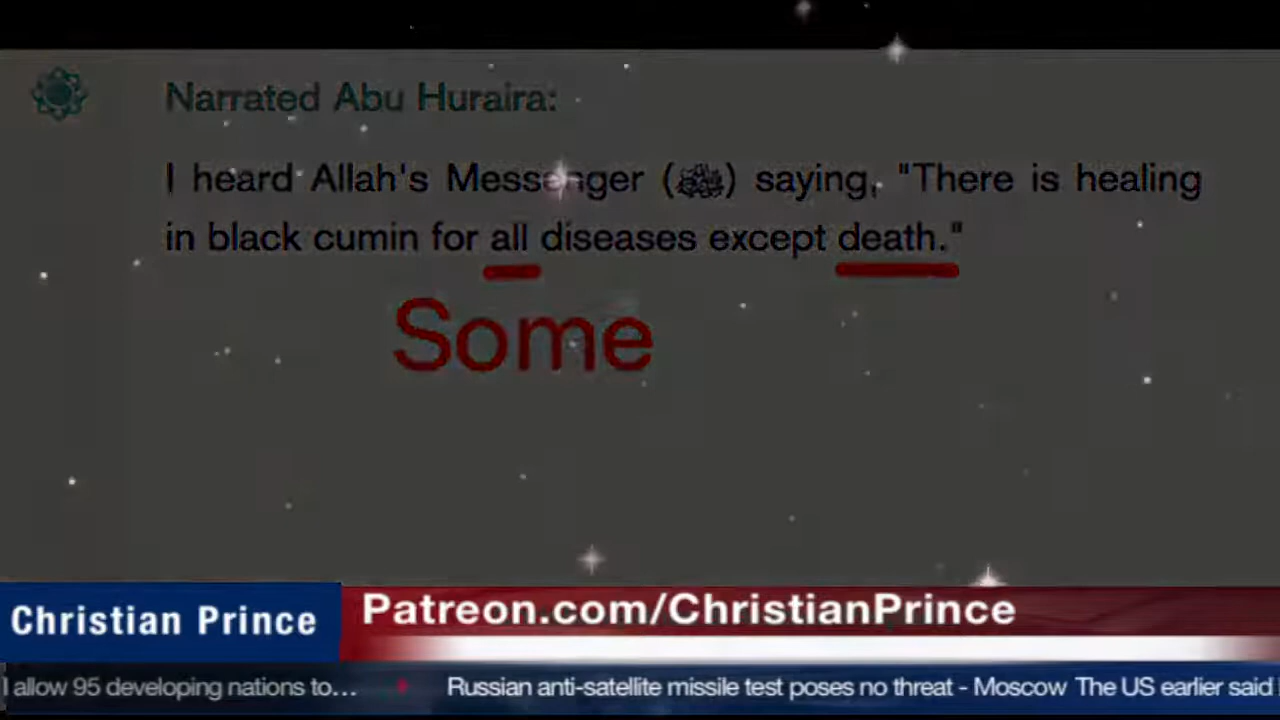 Narrated Abu Huraira:
I heard Allah's Messenger (ﷺ) saying, "There is healing
in black cumin for all diseases except death."
Some
Christian Prince
Patreon.com/ChristianPrince
allow 95 developing nations to… Russian anti-satellite missile test poses no threat - Moscow The US earlier said